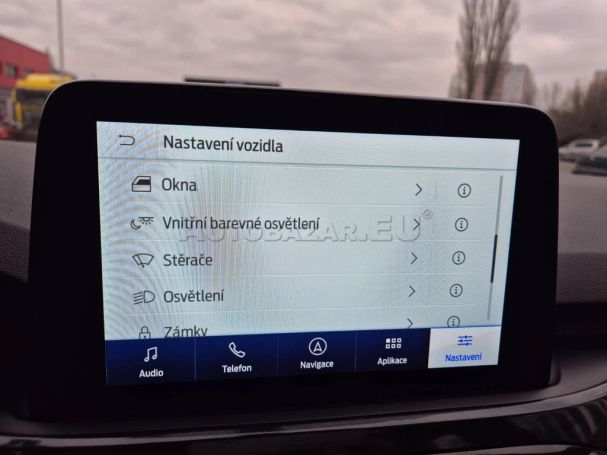 Nastavení vozidla
Okna
Vnitřní barevné osvětlení
AUTOBAZAR.EU
Stěrače
Osvětlení
Zámky
Audio
Telefon
Navigace
Aplikace
Nastavení